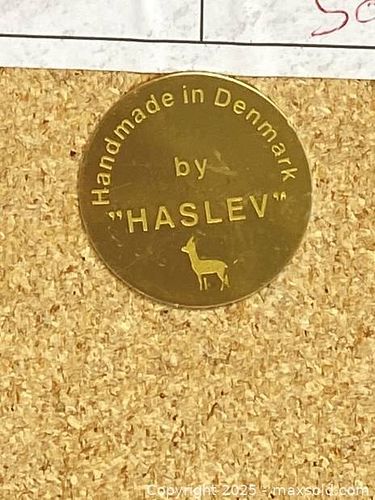 Handmade in Denmark
by
"HASLEV"
Copyright 2025 - maxsold.com